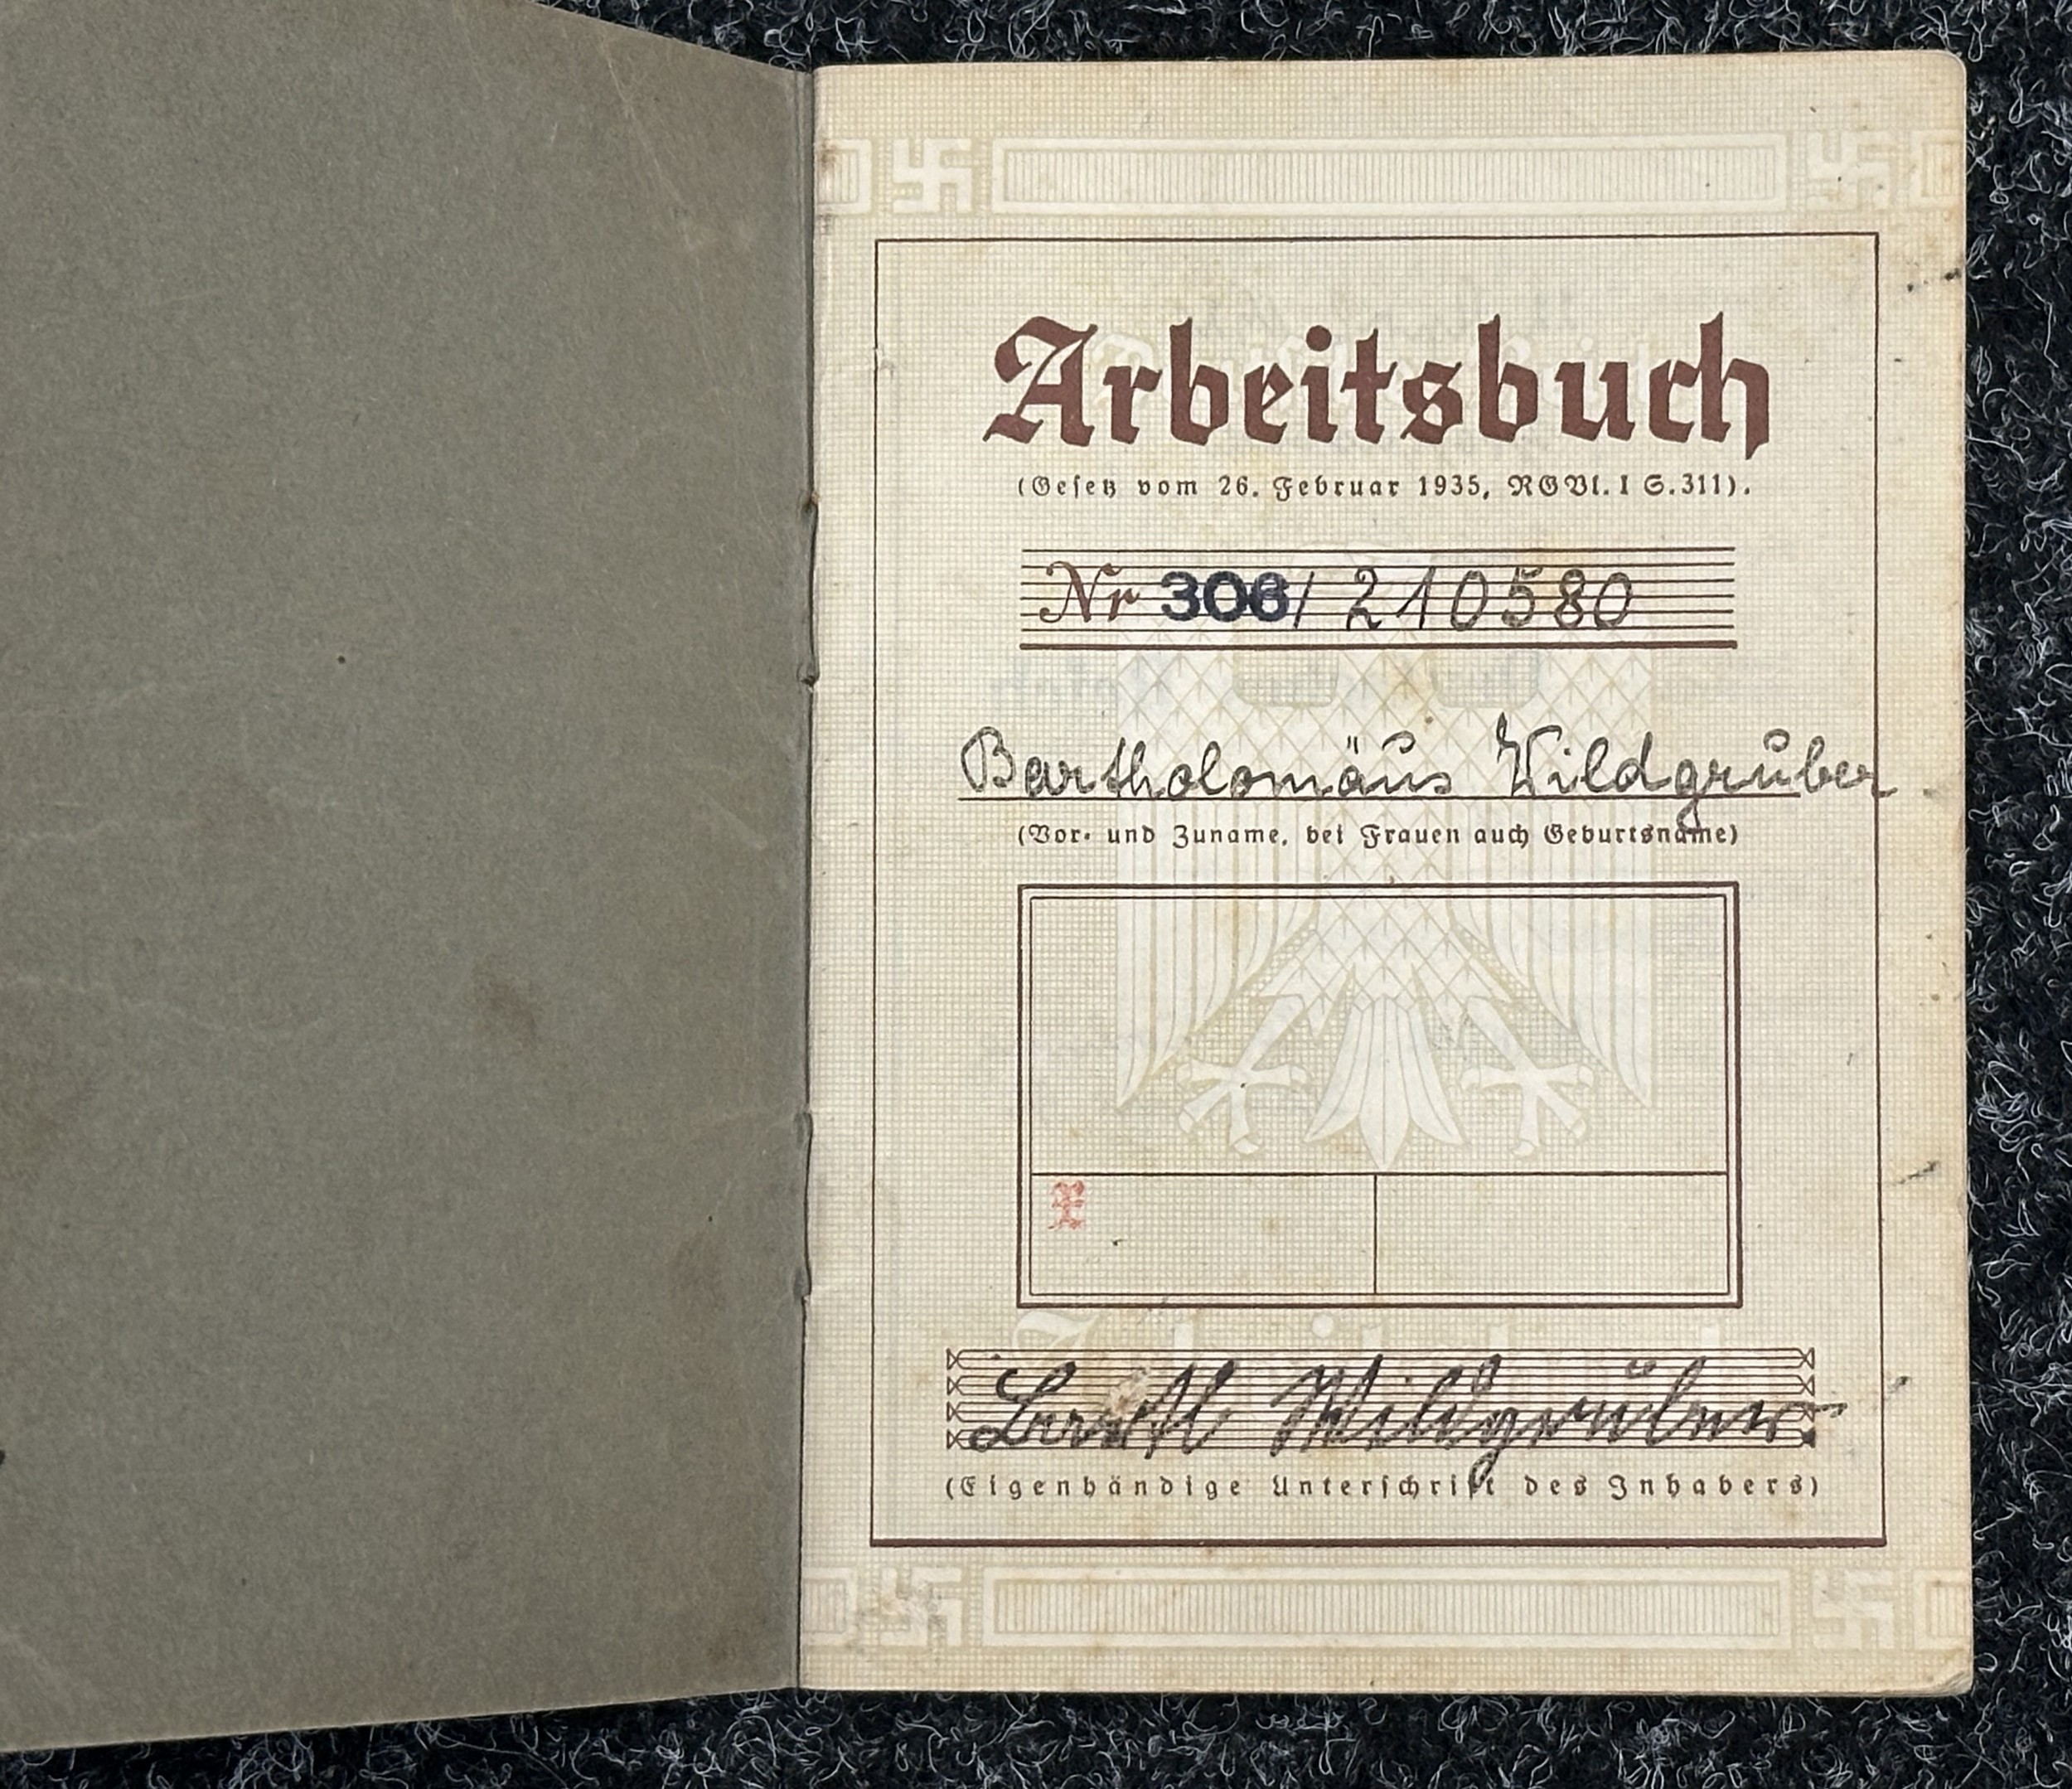 Arbeitsbuch
(Gesetz vom 26. Februar 1935, RGBl. I S. 311).
Nr 306/ 210580
Bartholomäus Wildgruber
(Vor- und Zuname, bei Frauen auch Geburtsname)
Wildgruber
(Eigenhändige Unterschrift des Inhabers)